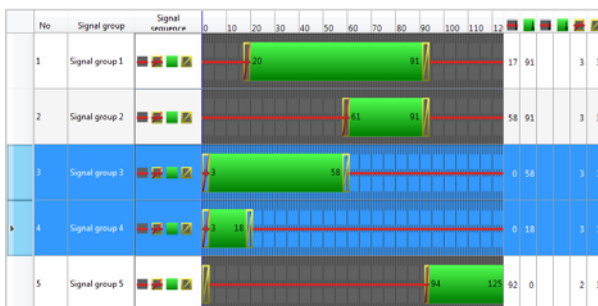 No Signal group Signal sequence 0 10 20 30 40 50 60 70 80 90 100 110 12
1 Signal group 1 20 91 17 91 3
2 Signal group 2 61 91 58 91 3
3 Signal group 3 3 58 0 58 3
4 Signal group 4 3 18 0 18 3
5 Signal group 5 94 125 92 0 2